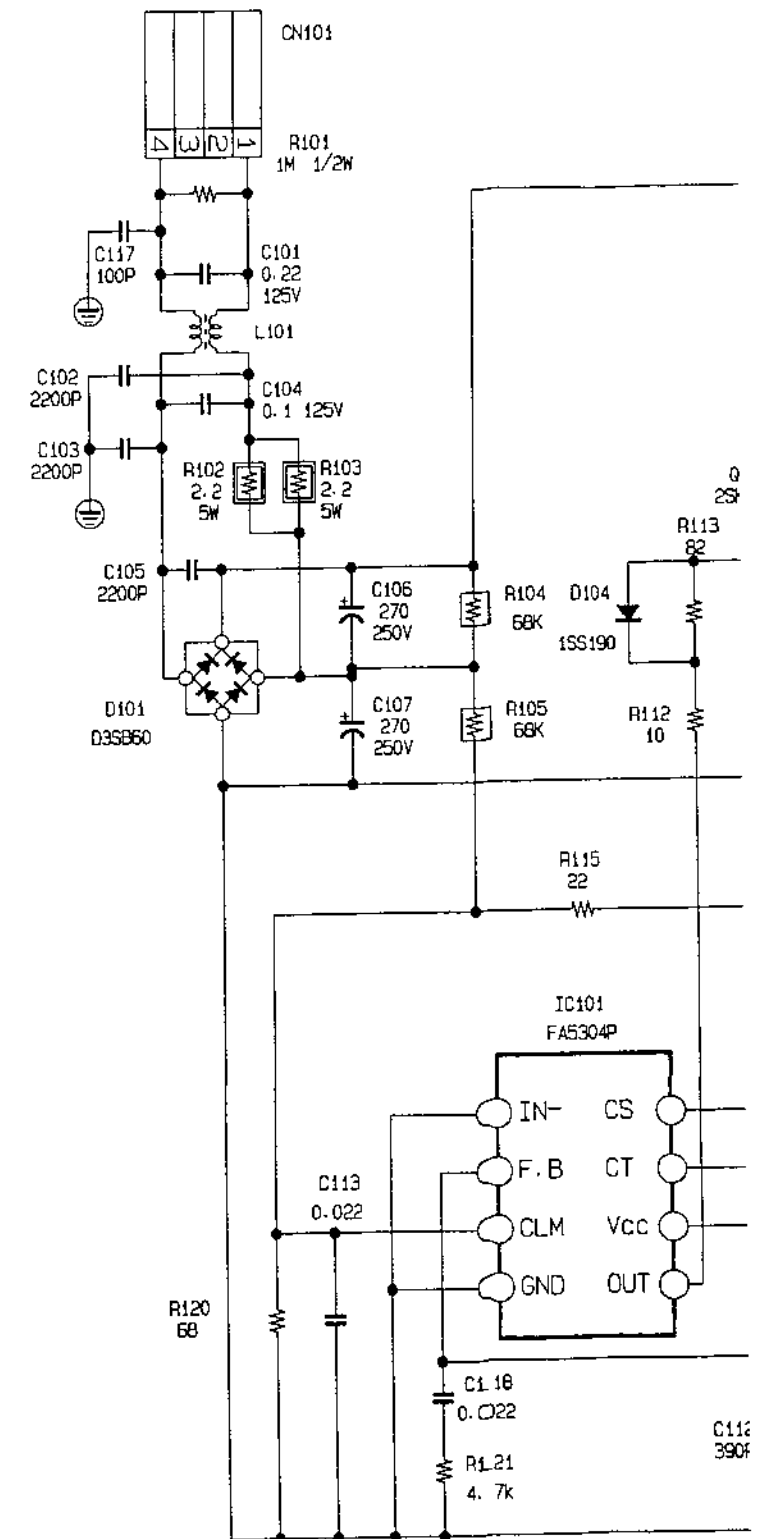 CN101
4 3 2 1
R101
1M 1/2W
C117
100P
C101
0.22
125V
L101
C102
2200P
C104
0.1 125V
C103
2200P
R102
2.2
5W
R103
2.2
5W
Q
R113
82
C105
2200P
C106
270
250V
R104
68K
D104
1SS190
D101
D3SB60
C107
270
250V
R105
68K
R112
10
R115
22
IC101
FA5304P
IN-
CS
F.B
CT
CLM
Vcc
GND
OUT
C113
0.022
R120
68
C118
0.022
R121
4.7k
C112
390P